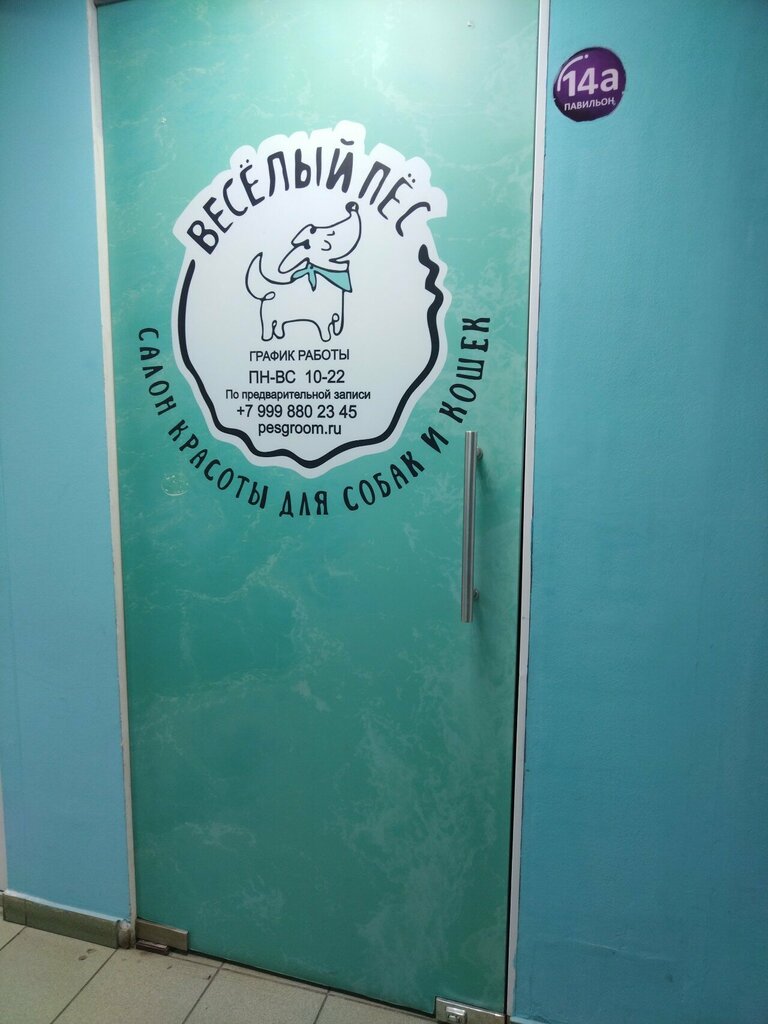 ВЕСЁЛЫЙ ПЁС
ГРАФИК РАБОТЫ
ПН-ВС 10-22
По предварительной записи
+7 999 880 23 45
pesgroom.ru
САЛОН КРАСОТЫ ДЛЯ СОБАК И КОШЕК
14а
ПАВИЛЬОН